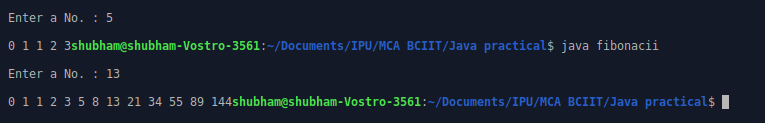 Enter a No. : 5
0 1 1 2 3shubham@shubham-Vostro-3561:~/Documents/IPU/MCA BCIIT/Java practical$ java fibonacii
Enter a No. : 13
0 1 1 2 3 5 8 13 21 34 55 89 144shubham@shubham-Vostro-3561:~/Documents/IPU/MCA BCIIT/Java practical$